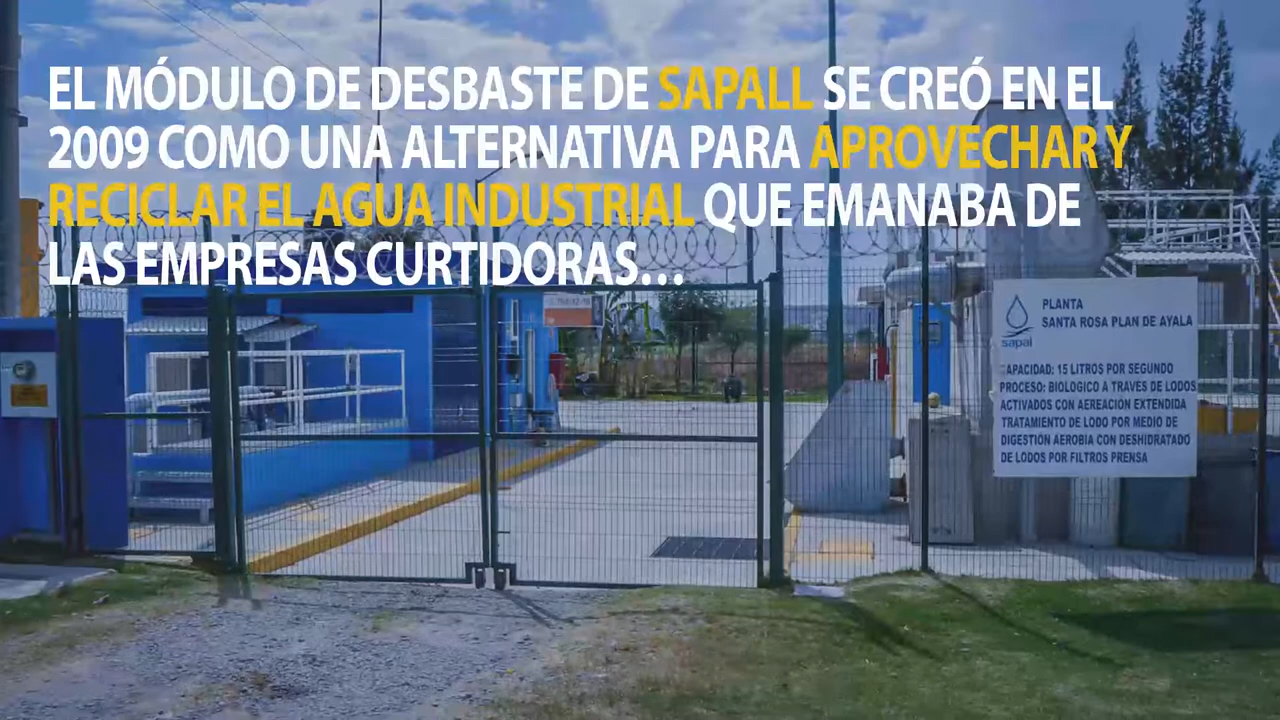 EL MÓDULO DE DESBASTE DE SAPALL SE CREÓ EN EL
2009 COMO UNA ALTERNATIVA PARA APROVECHAR Y
RECICLAR EL AGUA INDUSTRIAL QUE EMANABA DE
LAS EMPRESAS CURTIDORAS...
PLANTA
SANTA ROSA PLAN DE AYALA
sapal
CAPACIDAD: 15 LITROS POR SEGUNDO
PROCESO: BIOLOGICO A TRAVES DE LODOS
ACTIVADOS CON AEREACIÓN EXTENDIDA
TRATAMIENTO DE LODO POR MEDIO DE
DIGESTIÓN AEROBIA CON DESHIDRATADO
DE LODOS POR FILTROS PRENSA